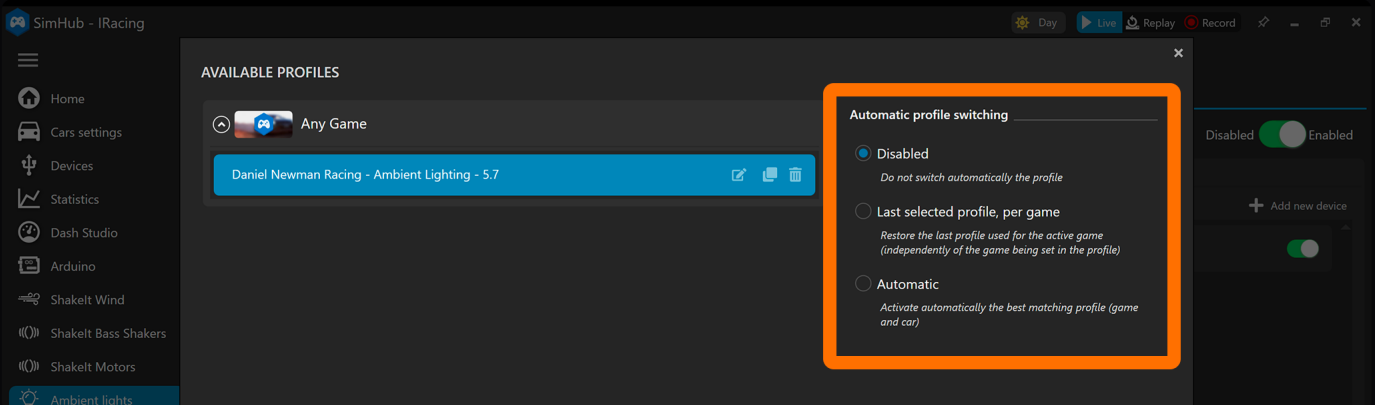 SimHub - IRacing
Day
Live
Replay
Record
AVAILABLE PROFILES
Home
Cars settings
Devices
Statistics
Dash Studio
Arduino
ShakeIt Wind
ShakeIt Bass Shakers
ShakeIt Motors
Ambient lights
Any Game
Daniel Newman Racing - Ambient Lighting - 5.7
Automatic profile switching
Disabled
Do not switch automatically the profile
Last selected profile, per game
Restore the last profile used for the active game
(independently of the game being set in the profile)
Automatic
Activate automatically the best matching profile (game
and car)
Disabled
Enabled
Add new device